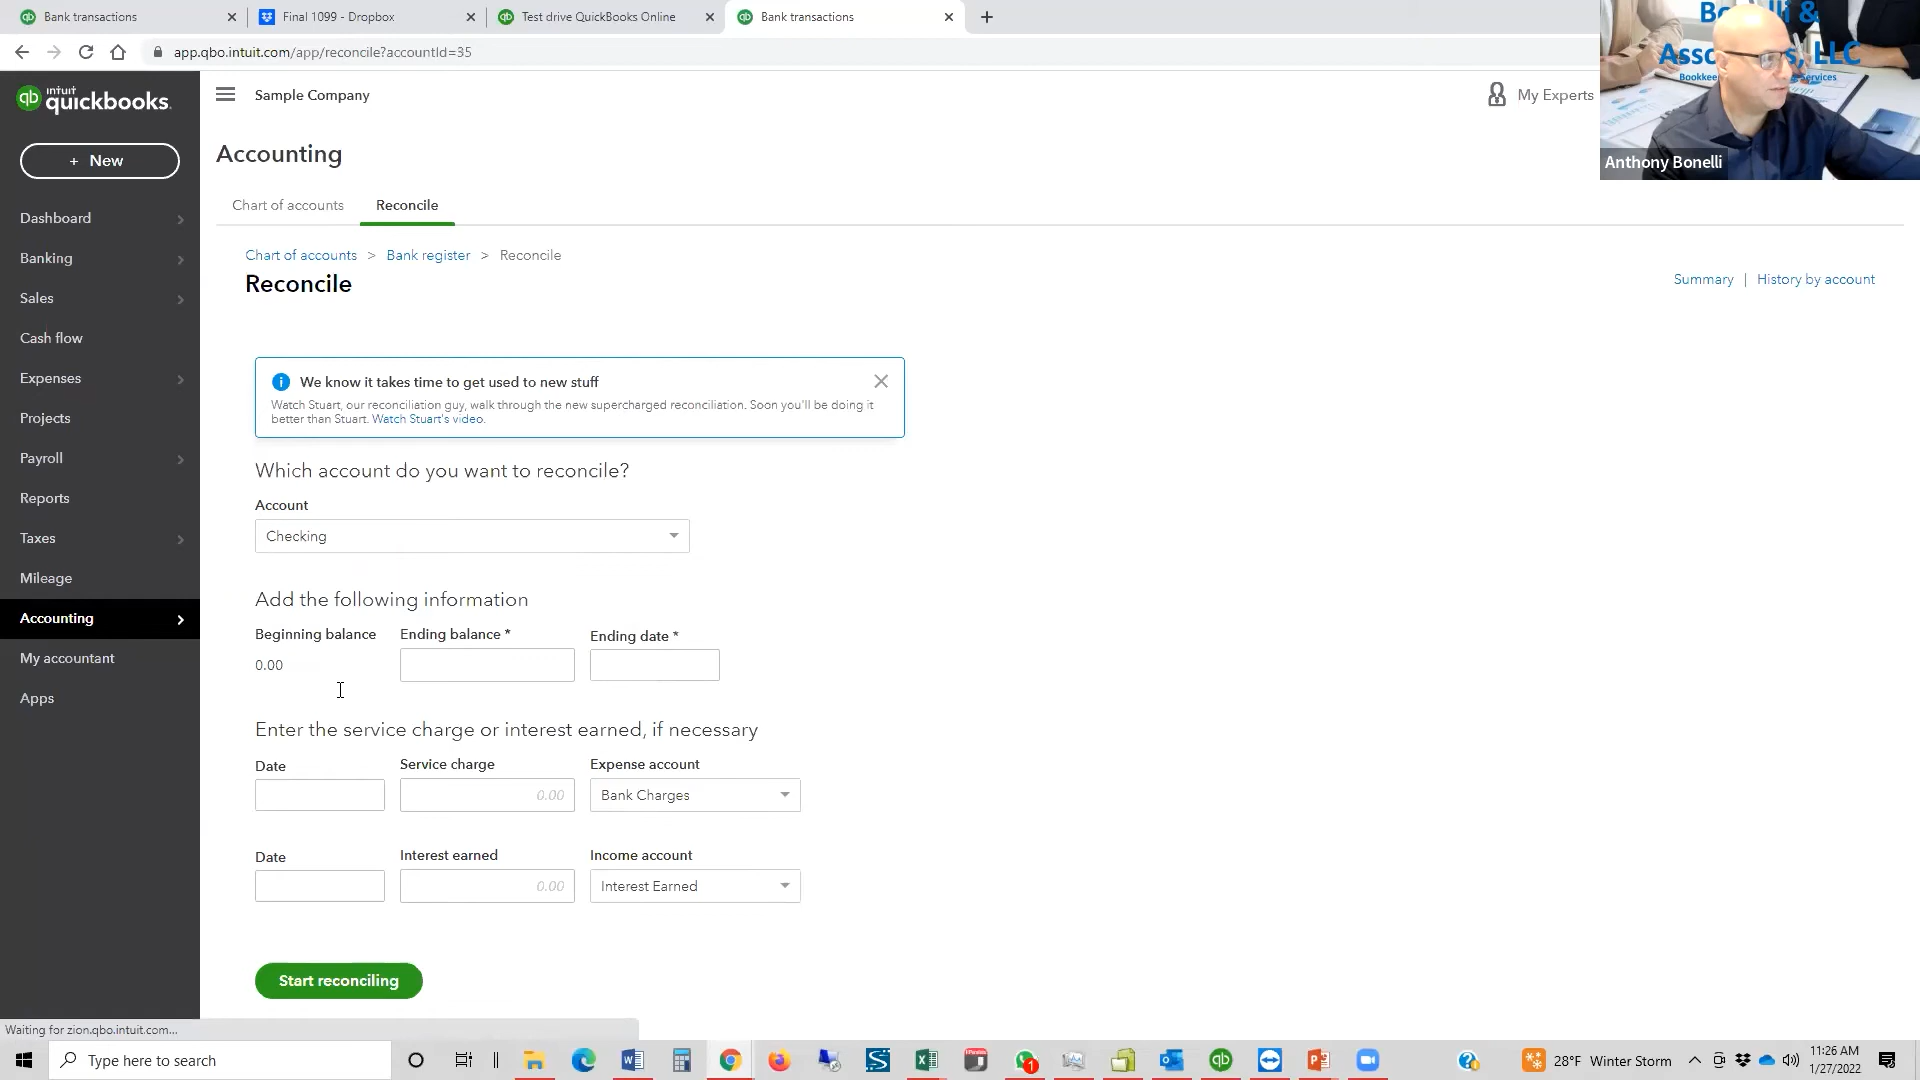 Bank transactions
Final 1099 - Dropbox
Test drive QuickBooks Online
Bank transactions
app.qbo.intuit.com/app/reconcile?accountId=35
intuit
quickbooks.
Sample Company
My Experts
Anthony Bonelli
+ New
Accounting
Chart of accounts
Reconcile
Dashboard
Banking
Sales
Cash flow
Expenses
Projects
Payroll
Reports
Taxes
Mileage
Accounting
My accountant
Apps
Chart of accounts > Bank register > Reconcile
Reconcile
Summary | History by account
We know it takes time to get used to new stuff
Watch Stuart, our reconciliation guy, walk through the new supercharged reconciliation. Soon you'll be doing it
better than Stuart. Watch Stuart's video.
Which account do you want to reconcile?
Account
Checking
Add the following information
Beginning balance
Ending balance *
Ending date *
0.00
Enter the service charge or interest earned, if necessary
Date
Service charge
Expense account
0.00
Bank Charges
Date
Interest earned
Income account
0.00
Interest Earned
Start reconciling
Waiting for zion.qbo.intuit.com...
Type here to search
28°F Winter Storm
11:26 AM
1/27/2022